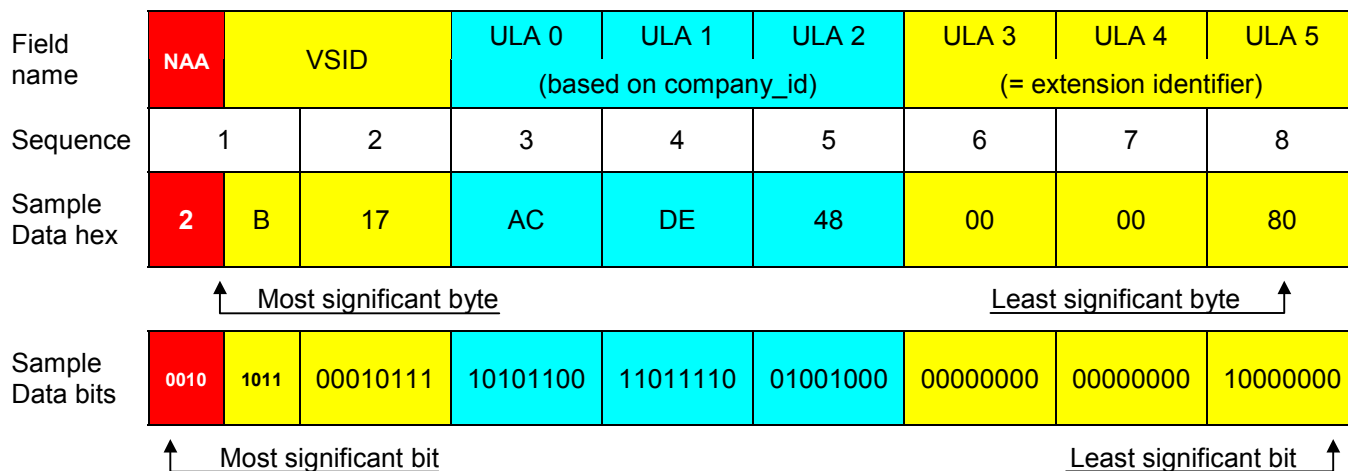 Field name NAA VSID ULA 0 ULA 1 ULA 2 ULA 3 ULA 4 ULA 5
(based on company_id) (= extension identifier)
Sequence 1 2 3 4 5 6 7 8
Sample Data hex 2 B 17 AC DE 48 00 00 80
Most significant byte Least significant byte
Sample Data bits 0010 1011 00010111 10101100 11011110 01001000 00000000 00000000 10000000
Most significant bit Least significant bit